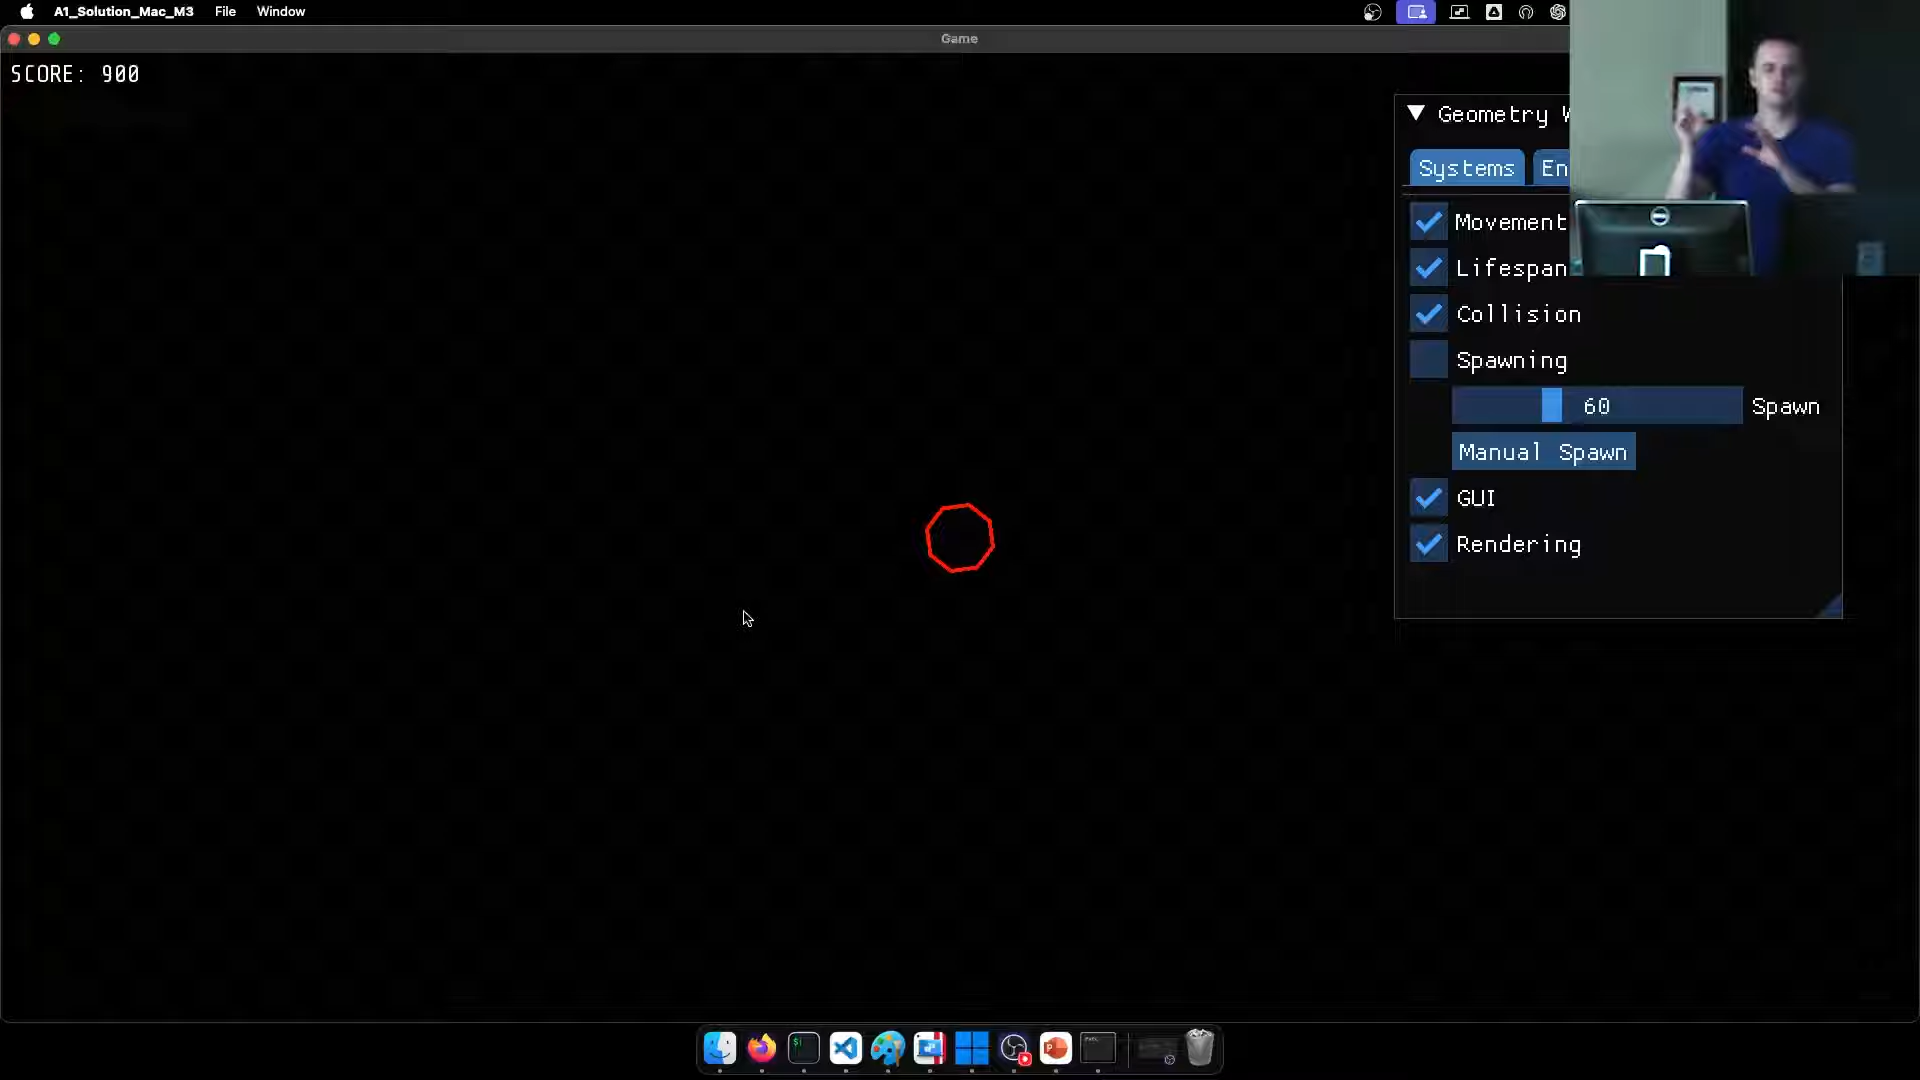 A1_Solution_Mac_M3 File Window
Game
SCORE: 900
Geometry W
Systems En
Movement
Lifespan
Collision
Spawning
60 Spawn
Manual Spawn
GUI
Rendering